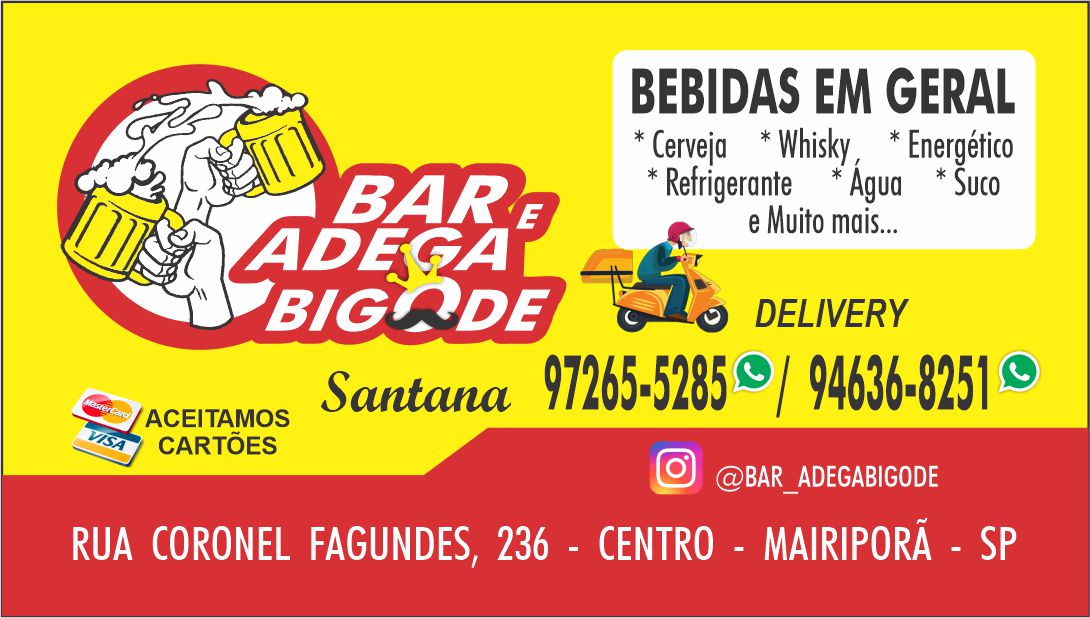 BAR E
ADEGA
BIGODE
BEBIDAS EM GERAL
* Cerveja * Whisky * Energético
* Refrigerante * Água * Suco
e Muito mais...
DELIVERY
Santana 97265-5285 / 94636-8251
MasterCard
VISA
ACEITAMOS
CARTÕES
@BAR_ADEGABIGODE
RUA CORONEL FAGUNDES, 236 - CENTRO - MAIRIPORÃ - SP